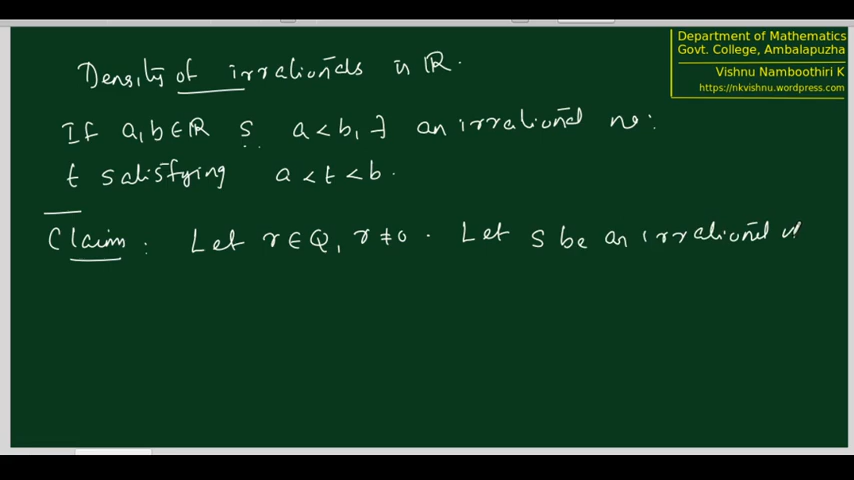 Department of Mathematics
Govt. College, Ambalapuzha
Vishnu Namboothiri K
https://nkvishnu.wordpress.com
Density of irrationals in ℝ.
If a, b ∈ ℝ ∋ a < b, ∃ an irrational no:
t satisfying a < t < b.
Claim: Let r ∈ Q, r ≠ 0. Let s be an irrational